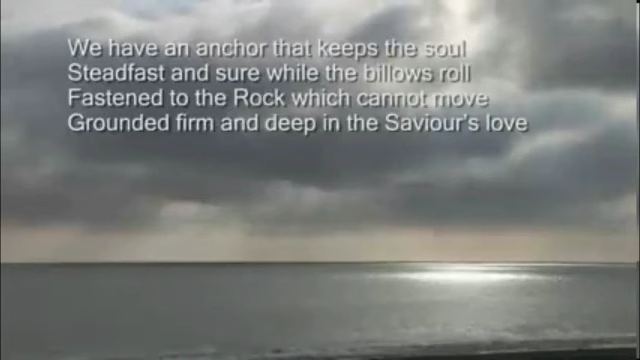 We have an anchor that keeps the soul
Steadfast and sure while the billows roll
Fastened to the Rock which cannot move
Grounded firm and deep in the Saviour's love